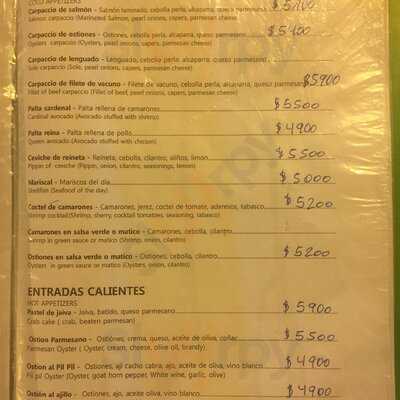 COLD APPETIZERS
Carpaccio de salmón - Salmón laminado, cebolla perla, alcaparra, queso parmesano
Salmon carpaccio (Marinated Salmon, pearl onions, capers, parmesan cheese)
Carpaccio de ostiones - Ostiones, cebolla perla, alcaparra, queso parmesano $5400
Oysters carpaccio (Oysters, pearl onions, capers, parmesan cheese)
Carpaccio de lenguado - Lenguado, cebolla perla, alcaparra, queso parmesano
Sole carpaccio (Sole, pearl onions, capers, parmesan cheese)
Carpaccio de filete de vacuno - Filete de vacuno, cebolla perla, alcaparra, queso parmesano $5900
Fillet of beef carpaccio (Fillet of beef, pearl onions, capers, parmesan cheese)
Palta cardenal - Palta rellena de camarones $5500
Cardinal avocado (Avocado stuffed with shrimp)
Palta reina - Palta rellena de pollo $4900
Queen avocado (Avocado stuffed with chicken)
Ceviche de reineta - Reineta, cebolla, cilantro, aliños, limon $5500
Pippin of ceviche (Pippin, onion, cilantro, seasonings, lemon)
Mariscal - Mariscos del día $5000
Shellfish (Seafood of the day)
Coctel de camarones - Camarones, jerez, coctel de tomate, aderesos, tabasco $5200
Shrimp cocktail (Shrimp, sherry, cocktail tomatoes, seasoning, tabasco)
Camarones en salsa verde o matico - Camarones, cebolla, cilantro
Shrimp in green sauce or matico (Shrimp, onion, cilantro)
Ostiones en salsa verde o matico - Ostiones, cebolla, cilantro $5200
Oysters in green sauce or matico (Oysters, onion, cilantro)
ENTRADAS CALIENTES
HOT APPETIZERS
Pastel de jaiva - Jaiva, batido, queso parmesano $5900
Crab cake ( crab, beaten parmesan)
Ostion Parmesano - Ostiónes, crema, queso, aceite de oliva, coñac $5500
Parmesan Oyster ( Oyster, cream, cheese, olive oil, brandy)
Ostion al Pil Pil - Ostiones, aji cacho cabra, ajo, aceite de oliva, vino blanco $4900
Pil pil Oyster (Oyster, goat horn pepper, White wine, garlic, olive)
Ostión al ajillo - Ostiones, ajo, aceite oliva, vino blanco $4900